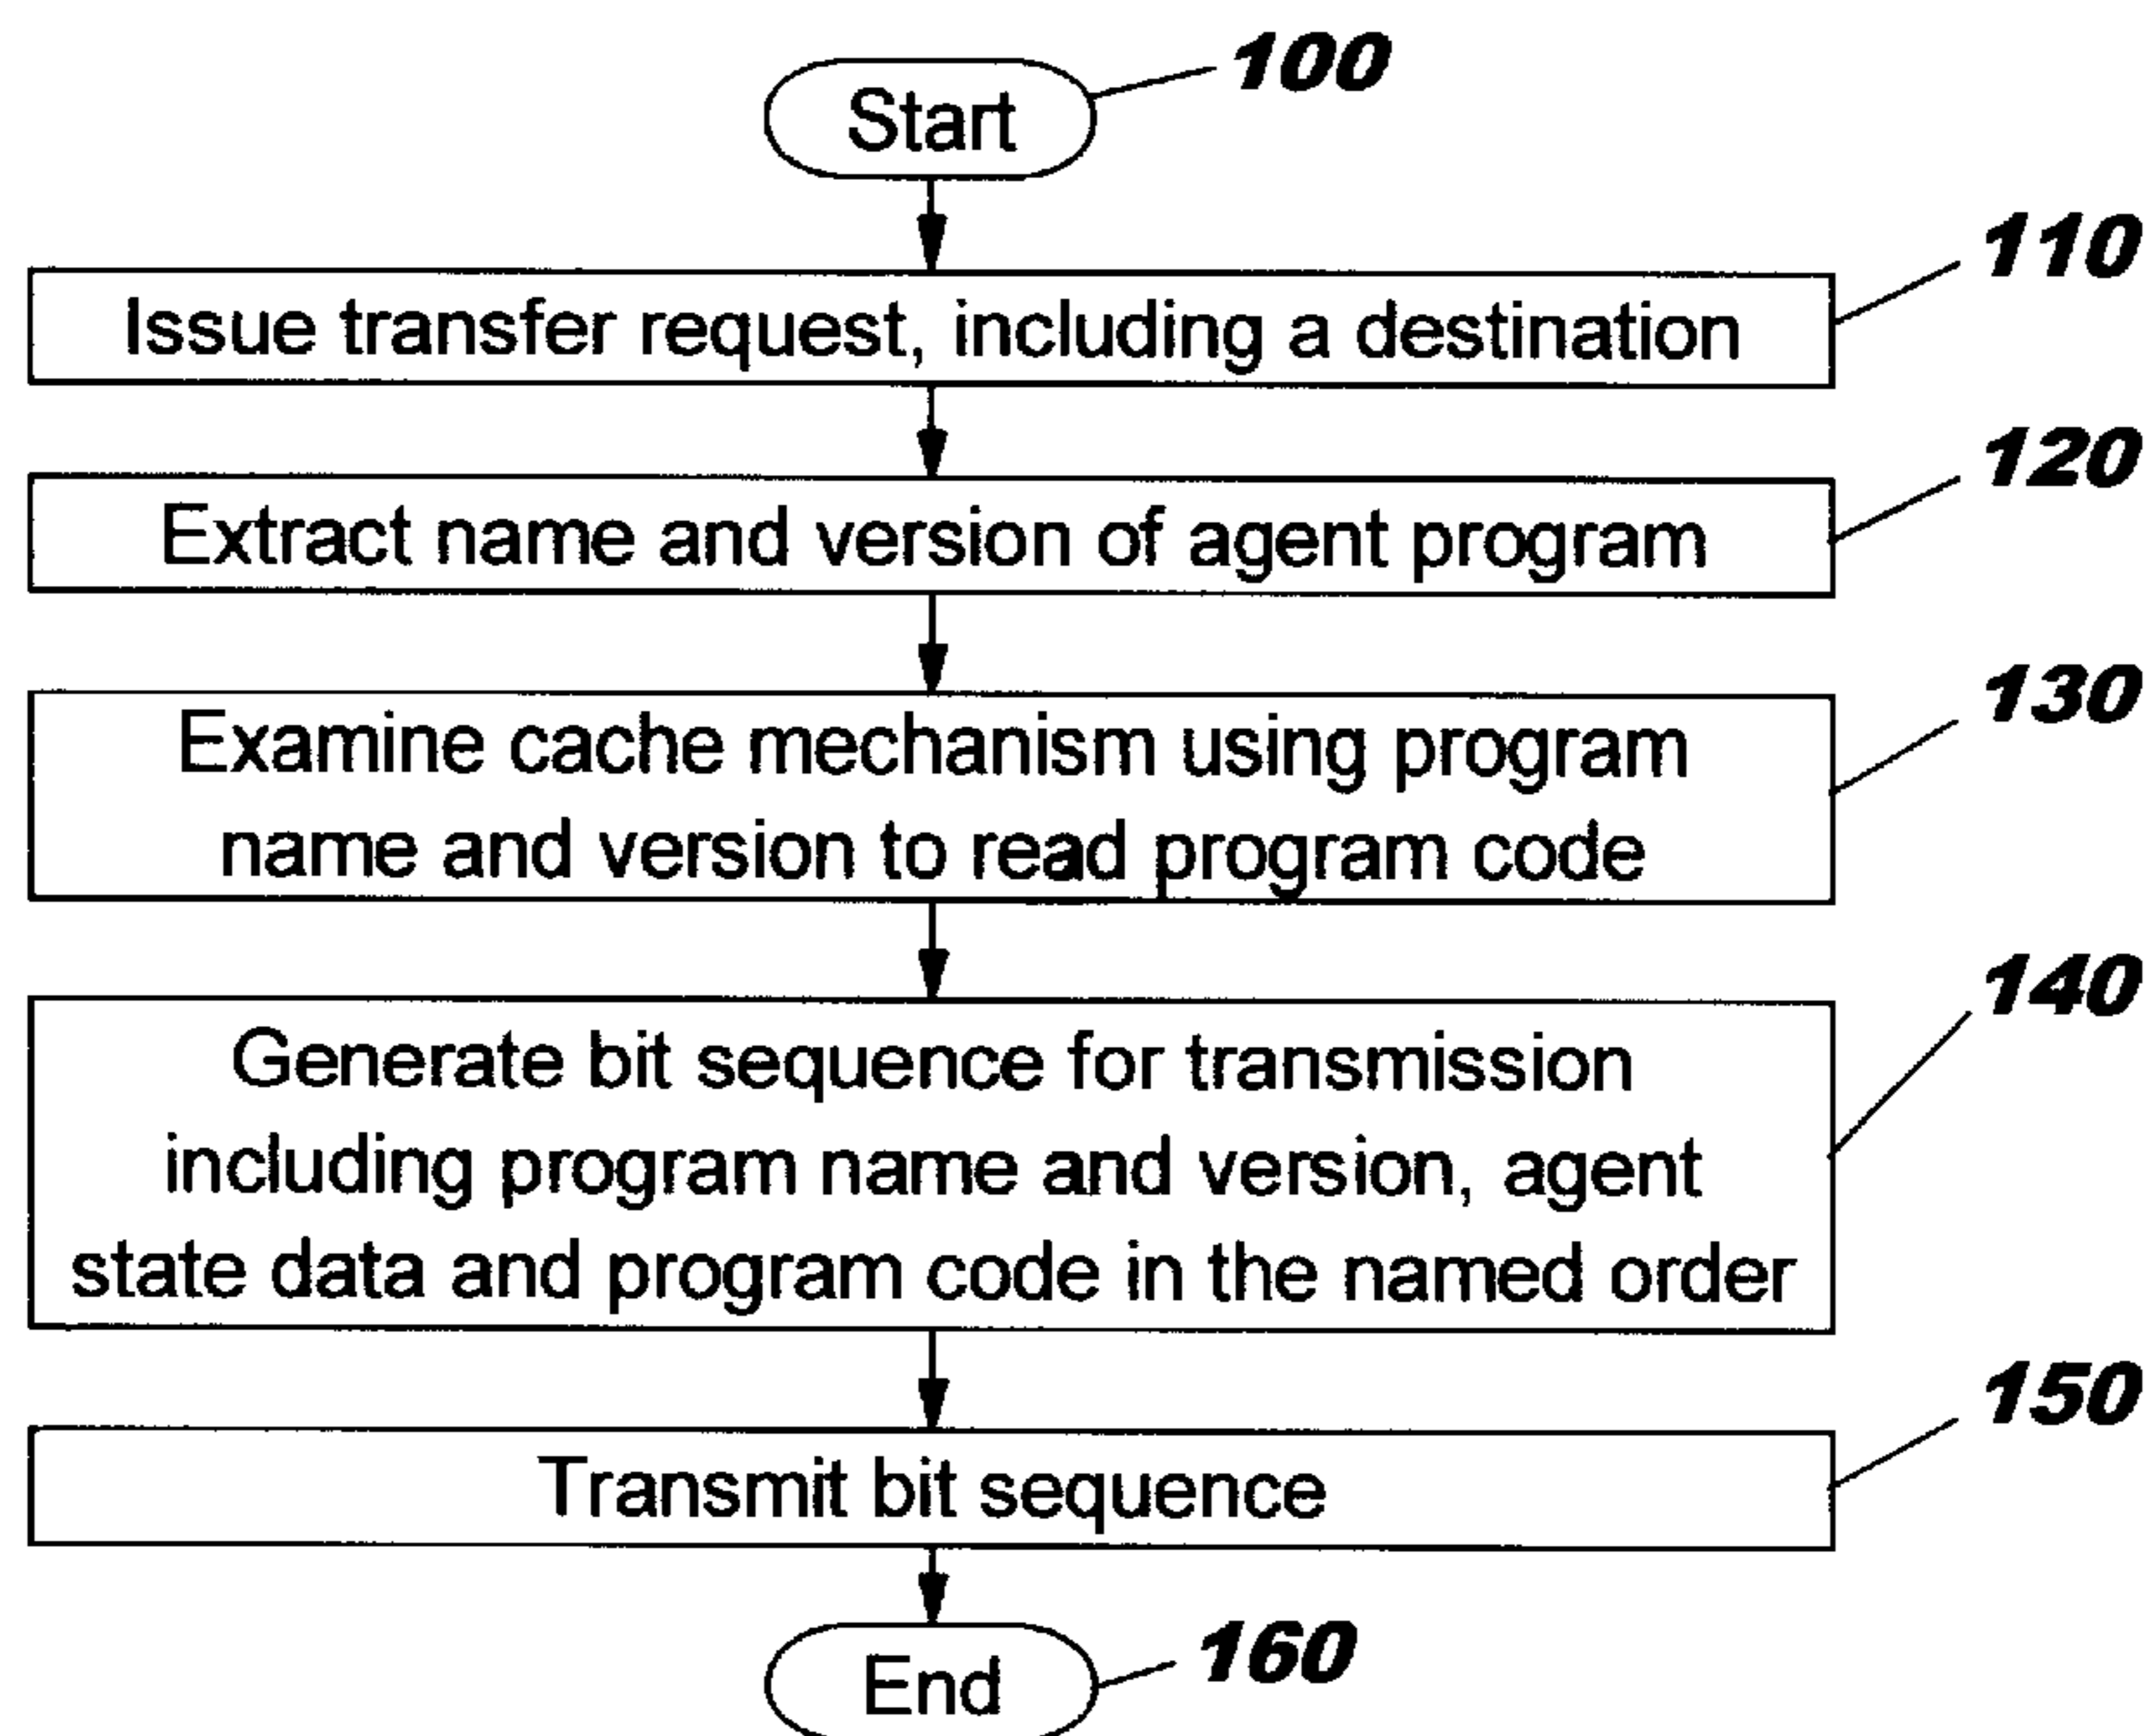 Start
100
Issue transfer request, including a destination
110
Extract name and version of agent program
120
Examine cache mechanism using program
name and version to read program code
130
Generate bit sequence for transmission
including program name and version, agent
state data and program code in the named order
140
Transmit bit sequence
150
End
160